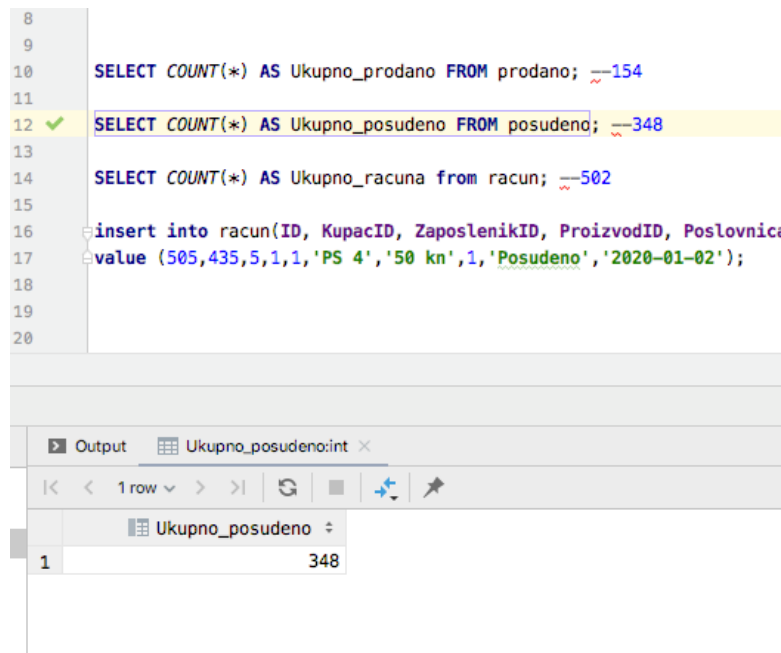 8
9
10 SELECT COUNT(*) AS Ukupno_prodano FROM prodano; --154
11
12 SELECT COUNT(*) AS Ukupno_posudeno FROM posudeno; --348
13
14 SELECT COUNT(*) AS Ukupno_racuna from racun; --502
15
16 insert into racun(ID, KupacID, ZaposlenikID, ProizvodID, Poslovnica
17 value (505,435,5,1,1,'PS 4','50 kn',1,'Posudeno','2020-01-02');
18
19
20
Output Ukupno_posudeno:int
1 row
Ukupno_posudeno
1 348